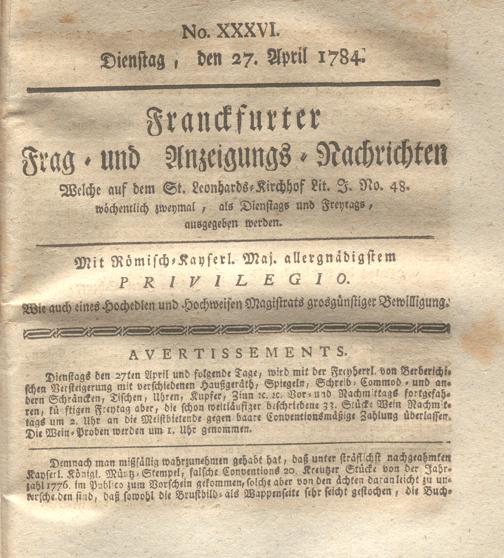 No. XXXVI.
Dienstag, den 27. April 1784.
Franckfurter
Frag- und Anzeigungs-Nachrichten
Welche auf dem St. Leonhards-Kirchhof Lit. J. No. 48.
wöchentlich zweymal, als Dienstags und Freytags,
ausgegeben werden.
Mit Römisch-Kayserl. Maj. allergnädigstem
PRIVILEGIO.
Wie auch eines Hochedlen und Hochweisen Magistrats grosgünstiger Bewilligung.
AVERTISSEMENTS.
Dienstags den 27ten April und folgende Tage, wird mit der Freyherrl. von Berberichi-
schen Versteigerung mit verschiedenen Haußgeräth, Spiegeln, Schreib- Commod- und an-
dern Schräncken, Tischen, Uhren, Kupfer, Zinn ꝛc. ꝛc. Vor- und Nachmittags fortgefah-
ren, künftigen Freytag aber, die schon weitläufiger beschriebene 33. Stücke Wein Nachmit-
tags um 2. Uhr an die Meistbietende gegen baare Conventionsmäßige Zahlung überlassen.
Die Wein-Proben werden um 1. Uhr genommen.
Demnach man mißfällig wahrzunehmen gehabt hat, daß unter sträflichst nachgeahmten
Kayserl. Königl. Müntz-Stempel, falsche Conventions 20. Kreutzer Stücke von der Jahr-
zahl 1776. im Publico zum Vorschein gekommen, solche aber von den ächten daran leicht zu un-
terscheiden sind, daß sowohl die Brustbild- als Wappenseite sehr seicht gestochen, die Buch-